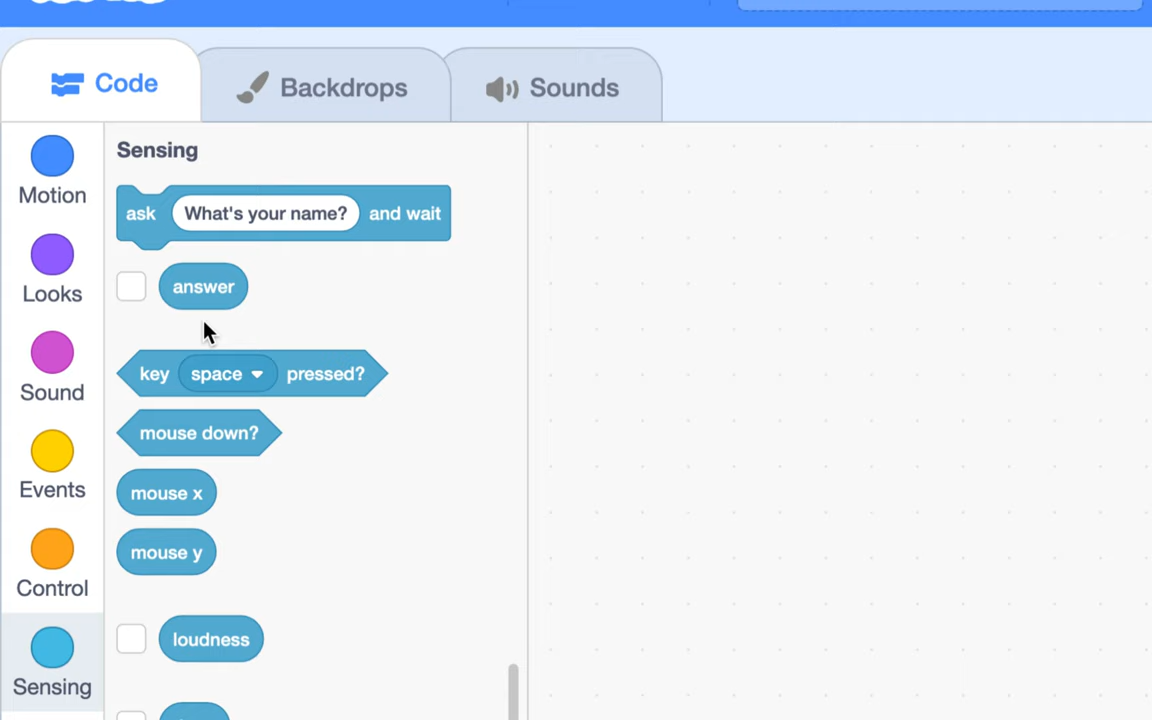 Code
Backdrops
Sounds
Motion
Looks
Sound
Events
Control
Sensing
Sensing
ask What's your name? and wait
answer
key space pressed?
mouse down?
mouse x
mouse y
loudness